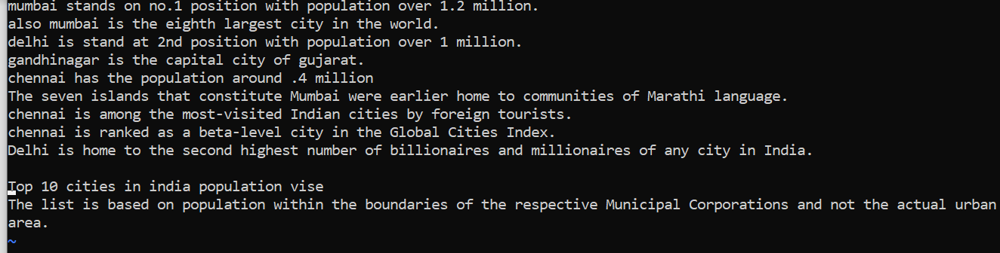 mumbai stands on no.1 position with population over 1.2 million.
also mumbai is the eighth largest city in the world.
delhi is stand at 2nd position with population over 1 million.
gandhinagar is the capital city of gujarat.
chennai has the population around .4 million
The seven islands that constitute Mumbai were earlier home to communities of Marathi language.
chennai is among the most-visited Indian cities by foreign tourists.
chennai is ranked as a beta-level city in the Global Cities Index.
Delhi is home to the second highest number of billionaires and millionaires of any city in India.

Top 10 cities in india population vise
The list is based on population within the boundaries of the respective Municipal Corporations and not the actual urban
area.
~